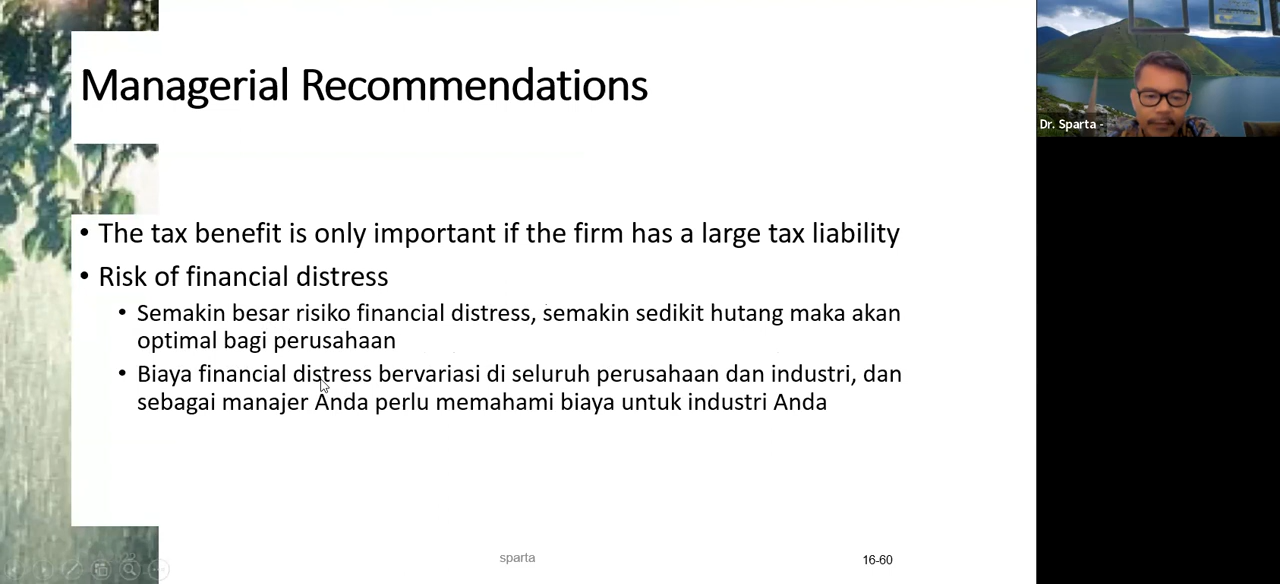 Managerial Recommendations
Dr. Sparta -
• The tax benefit is only important if the firm has a large tax liability
• Risk of financial distress
• Semakin besar risiko financial distress, semakin sedikit hutang maka akan
optimal bagi perusahaan
• Biaya financial distress bervariasi di seluruh perusahaan dan industri, dan
sebagai manajer Anda perlu memahami biaya untuk industri Anda
sparta
16-60